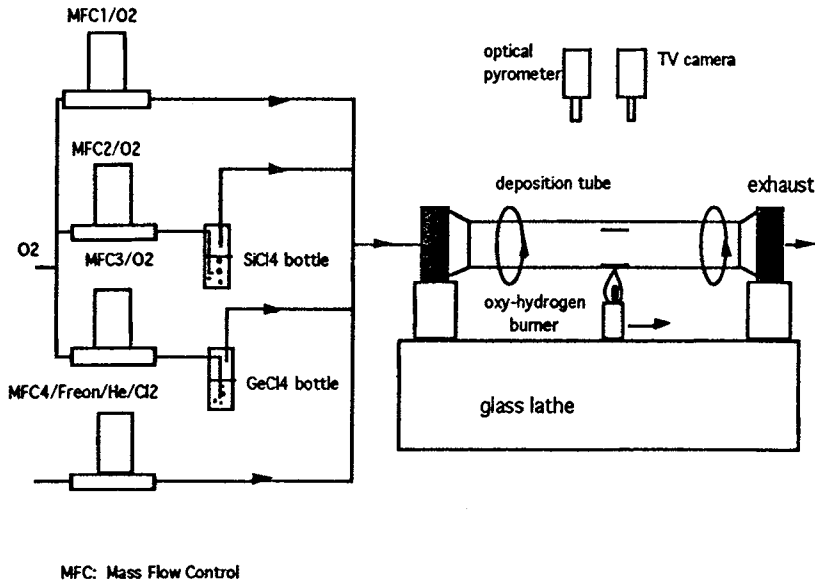 MFC1/O2
optical
pyrometer
TV camera
MFC2/O2
deposition tube
exhaust
O2
SiCl4 bottle
MFC3/O2
oxy-hydrogen
burner
GeCl4 bottle
MFC4/Freon/He/Cl2
glass lathe
MFC: Mass Flow Control